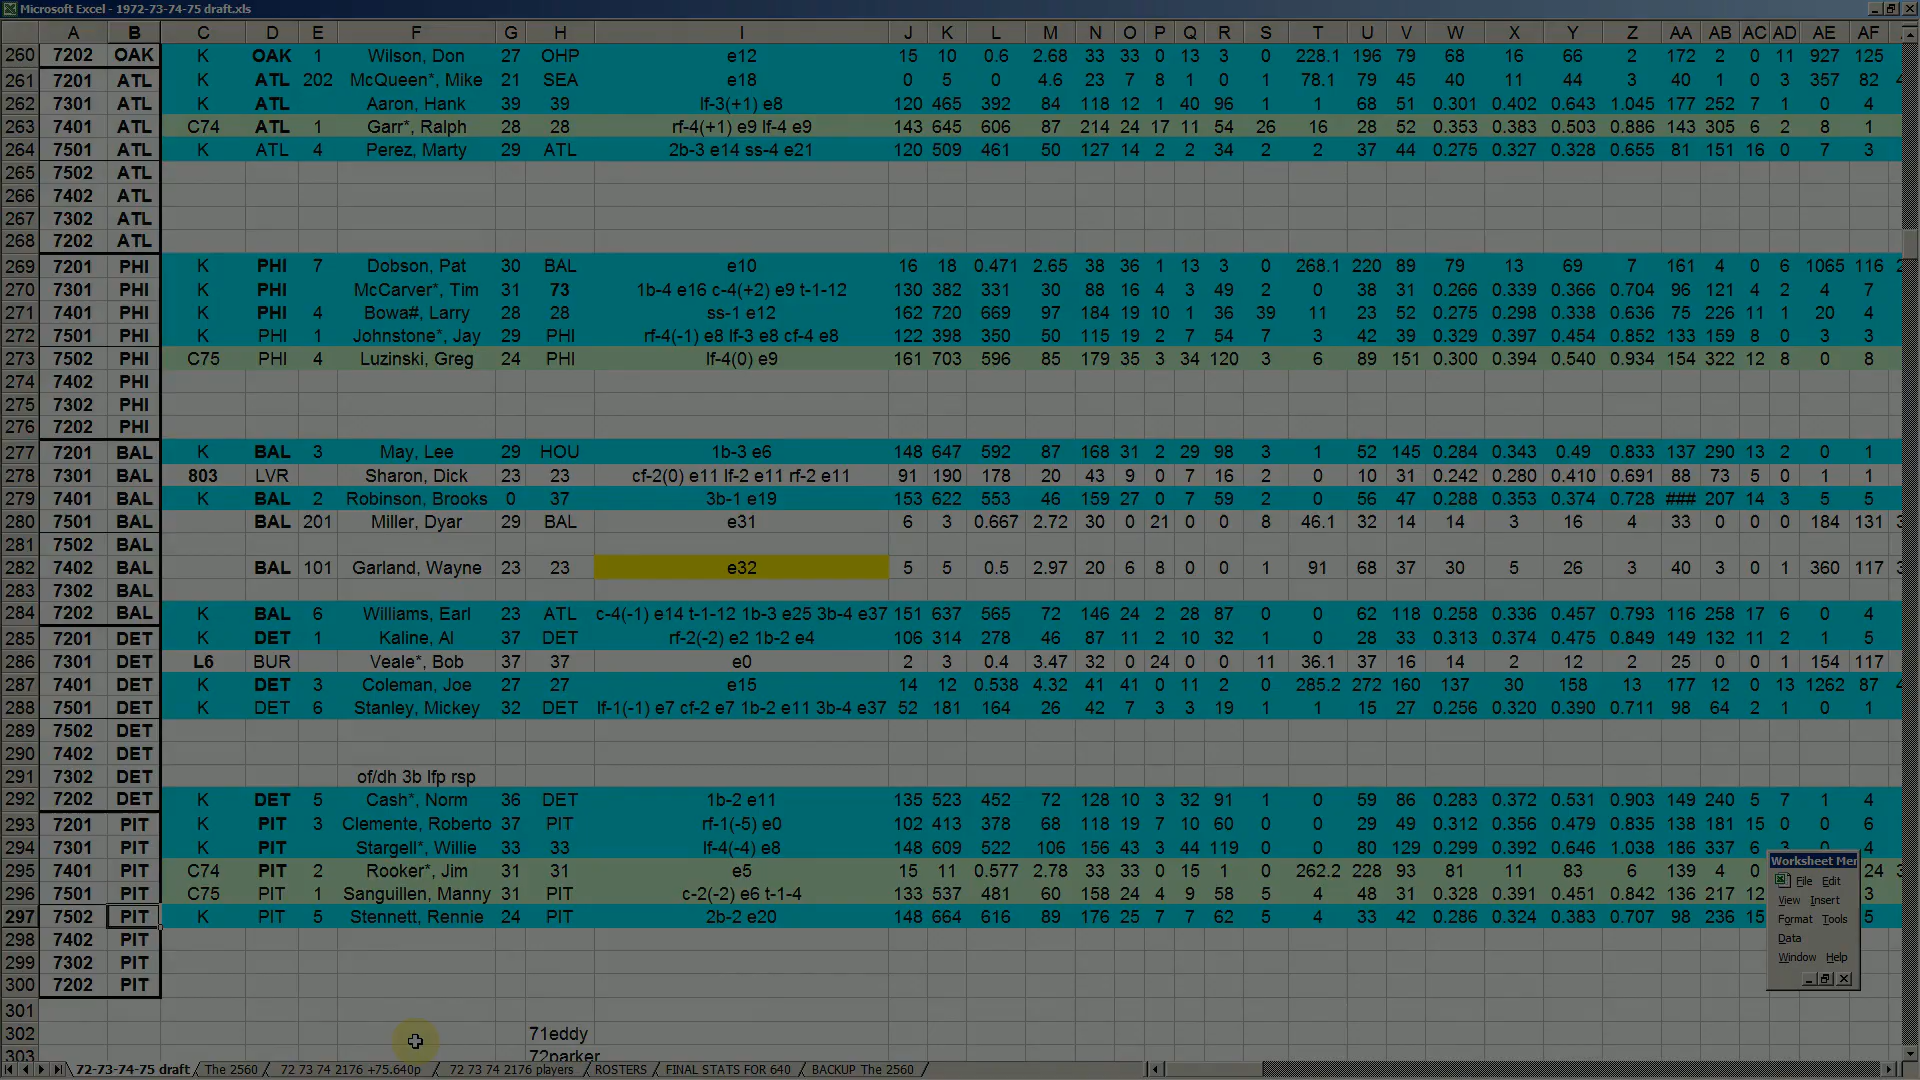 Microsoft Excel - 1972-73-74-75 draft.xls
A B C D E F G H I J K L M N O P Q R S T U V W X Y Z AA AB AC AD AE AF
260 7202 OAK K OAK 1 Wilson, Don 27 OHP e12 15 10 0.6 2.68 33 33 0 13 3 0 228.1 196 79 68 16 66 2 172 2 0 11 927 125
261 7201 ATL K ATL 202 McQueen*, Mike 21 SEA e18 0 5 0 4.6 23 7 8 1 0 1 78.1 79 45 40 11 44 3 40 1 0 3 357 82
262 7301 ATL K ATL Aaron, Hank 39 39 lf-3(+1) e8 120 465 392 84 118 12 1 40 96 1 1 68 51 0.301 0.402 0.643 1.045 177 252 7 1 0 4
263 7401 ATL C74 ATL 1 Garr*, Ralph 28 28 rf-4(+1) e9 lf-4 e9 143 645 606 87 214 24 17 11 54 26 16 28 52 0.353 0.383 0.503 0.886 143 305 6 2 8 1
264 7501 ATL K ATL 4 Perez, Marty 29 ATL 2b-3 e14 ss-4 e21 120 509 461 50 127 14 2 2 34 2 2 37 44 0.275 0.327 0.328 0.655 81 151 16 0 7 3
265 7502 ATL
266 7402 ATL
267 7302 ATL
268 7202 ATL
269 7201 PHI K PHI 7 Dobson, Pat 30 BAL e10 16 18 0.471 2.65 38 36 1 13 3 0 268.1 220 89 79 13 69 7 161 4 0 6 1065 116
270 7301 PHI K PHI McCarver*, Tim 31 73 1b-4 e16 c-4(+2) e9 t-1-12 130 382 331 30 88 16 4 3 49 2 0 38 31 0.266 0.339 0.366 0.704 96 121 4 2 4 7
271 7401 PHI K PHI 4 Bowa#, Larry 28 28 ss-1 e12 162 720 669 97 184 19 10 1 36 39 11 23 52 0.275 0.298 0.338 0.636 75 226 11 1 20 4
272 7501 PHI K PHI 1 Johnstone*, Jay 29 PHI rf-4(-1) e8 lf-3 e8 cf-4 e8 122 398 350 50 115 19 2 7 54 7 3 42 39 0.329 0.397 0.454 0.852 133 159 8 0 3 3
273 7502 PHI C75 PHI 4 Luzinski, Greg 24 PHI lf-4(0) e9 161 703 596 85 179 35 3 34 120 3 6 89 151 0.300 0.394 0.540 0.934 154 322 12 8 0 8
274 7402 PHI
275 7302 PHI
276 7202 PHI
277 7201 BAL K BAL 3 May, Lee 29 HOU 1b-3 e6 148 647 592 87 168 31 2 29 98 3 1 52 145 0.284 0.343 0.49 0.833 137 290 13 2 0 1
278 7301 BAL 803 LVR Sharon, Dick 23 23 cf-2(0) e11 lf-2 e11 rf-2 e11 91 190 178 20 43 9 0 7 16 2 0 10 31 0.242 0.280 0.410 0.691 88 73 5 0 1 1
279 7401 BAL K BAL 2 Robinson, Brooks 0 37 3b-1 e19 153 622 553 46 159 27 0 7 59 2 0 56 47 0.288 0.353 0.374 0.728 ### 207 14 3 5 5
280 7501 BAL BAL 201 Miller, Dyar 29 BAL e31 6 3 0.667 2.72 30 0 21 0 0 8 46.1 32 14 14 3 16 4 33 0 0 0 184 131
281 7502 BAL
282 7402 BAL BAL 101 Garland, Wayne 23 23 e32 5 5 0.5 2.97 20 6 8 0 0 1 91 68 37 30 5 26 3 40 3 0 1 360 117
283 7302 BAL
284 7202 BAL K BAL 6 Williams, Earl 23 ATL c-4(-1) e14 t-1-12 1b-3 e25 3b-4 e37 151 637 565 72 146 24 2 28 87 0 0 62 118 0.258 0.336 0.457 0.793 116 258 17 6 0 4
285 7201 DET K DET 1 Kaline, Al 37 DET rf-2(-2) e2 1b-2 e4 106 314 278 46 87 11 2 10 32 1 0 28 33 0.313 0.374 0.475 0.849 149 132 11 2 1 5
286 7301 DET L6 BUR Veale*, Bob 37 37 e0 2 3 0.4 3.47 32 0 24 0 0 11 36.1 37 16 14 2 12 2 25 0 0 1 154 117
287 7401 DET K DET 3 Coleman, Joe 27 27 e15 14 12 0.538 4.32 41 41 0 11 2 0 285.2 272 160 137 30 158 13 177 12 0 13 1262 87
288 7501 DET K DET 6 Stanley, Mickey 32 DET lf-1(-1) e7 cf-2 e7 1b-2 e11 3b-4 e37 52 181 164 26 42 7 3 3 19 1 1 15 27 0.256 0.320 0.390 0.711 98 64 2 1 0 1
289 7502 DET
290 7402 DET
291 7302 DET of/dh 3b lfp rsp
292 7202 DET K DET 5 Cash*, Norm 36 DET 1b-2 e11 135 523 452 72 128 10 3 32 91 1 0 59 86 0.283 0.372 0.531 0.903 149 240 5 7 1 4
293 7201 PIT K PIT 3 Clemente, Roberto 37 PIT rf-1(-5) e0 102 413 378 68 118 19 7 10 60 0 0 29 49 0.312 0.356 0.479 0.835 138 181 15 0 0 6
294 7301 PIT K PIT Stargell*, Willie 33 33 lf-4(-4) e8 148 609 522 106 156 43 3 44 119 0 0 80 129 0.299 0.392 0.646 1.038 186 337 6 3 0 4
295 7401 PIT C74 PIT 2 Rooker*, Jim 31 31 e5 15 11 0.577 2.78 33 33 0 15 1 0 262.2 228 93 81 11 83 6 139 4 0 24
296 7501 PIT C75 PIT 1 Sanguillen, Manny 31 PIT c-2(-2) e6 t-1-4 133 537 481 60 158 24 4 9 58 5 4 48 31 0.328 0.391 0.451 0.842 136 217 12 3
297 7502 PIT K PIT 5 Stennett, Rennie 24 PIT 2b-2 e20 148 664 616 89 176 25 7 7 62 5 4 33 42 0.286 0.324 0.383 0.707 98 236 15 5
298 7402 PIT
299 7302 PIT
300 7202 PIT
301
302 71eddy
303 72parker
Worksheet Mer
File Edit
View Insert
Format Tools
Data
Window Help
72-73-74-75 draft The 2560 72 73 74 2176 +75.640p 72 73 74 2176 players ROSTERS FINAL STATS FOR 640 BACKUP The 2560